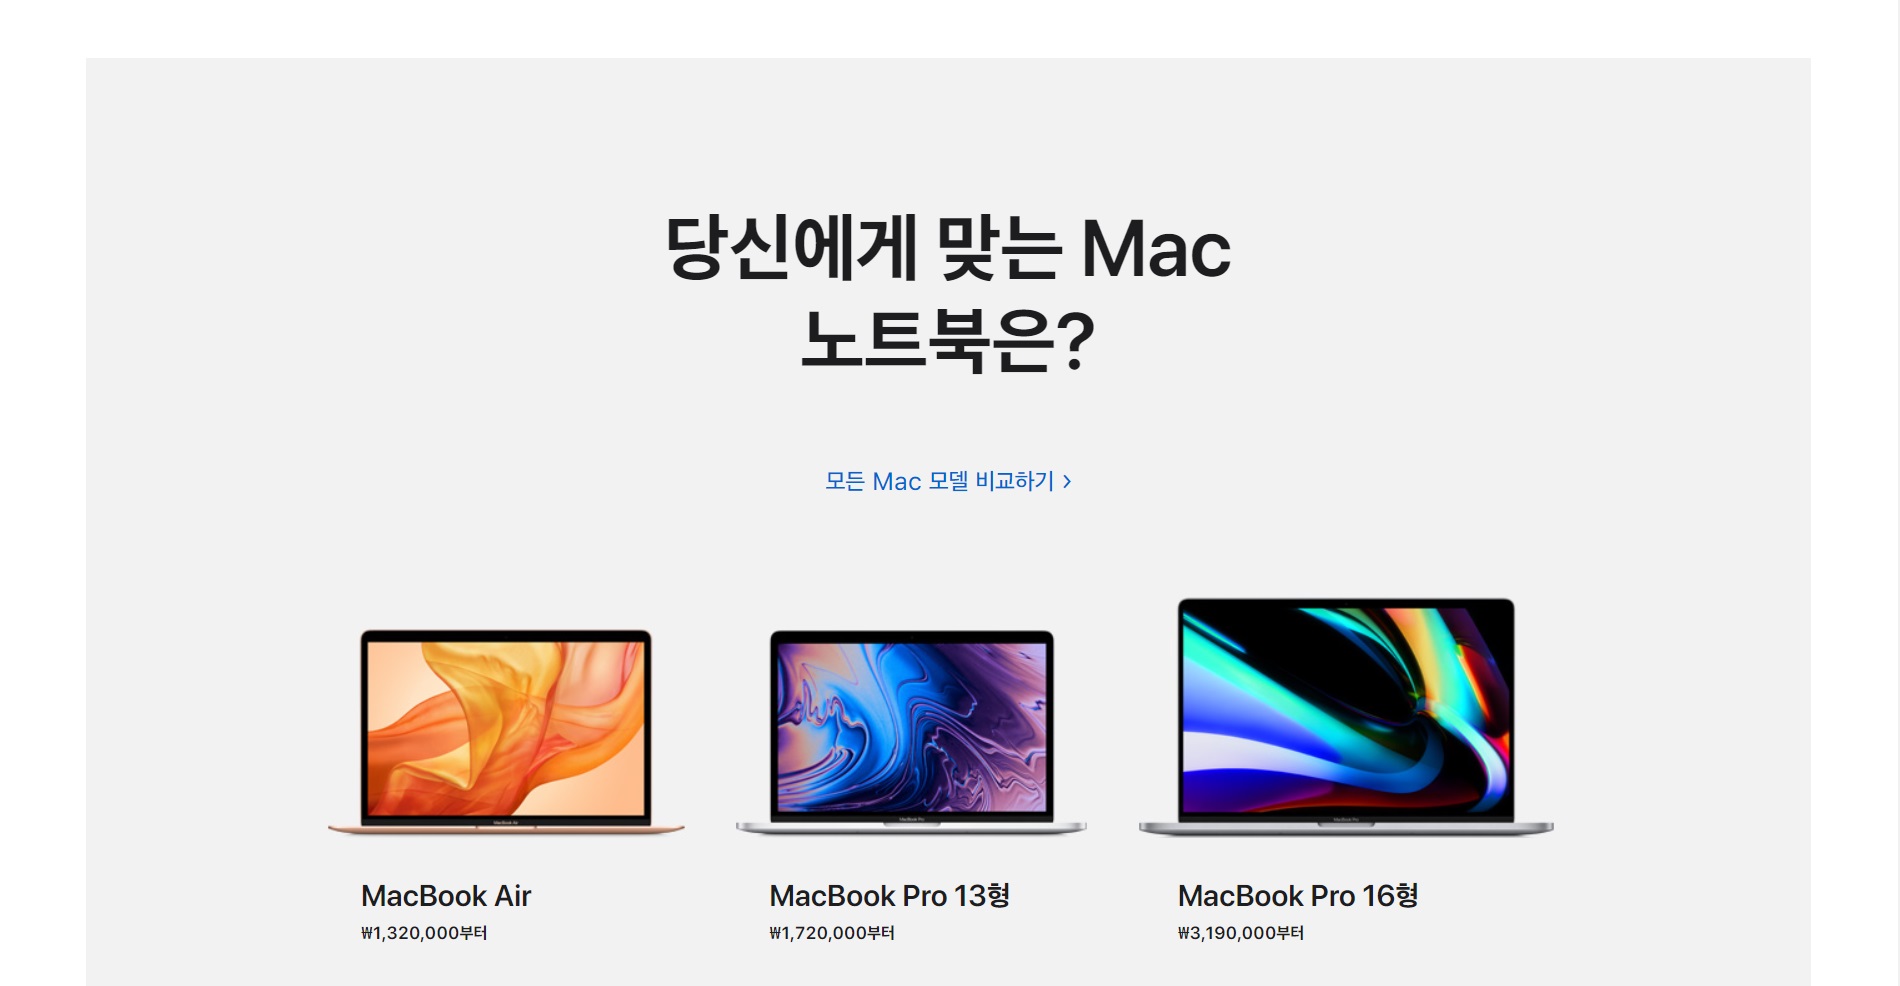 당신에게 맞는 Mac
노트북은?
모든 Mac 모델 비교하기 >
MacBook Air
₩1,320,000부터
MacBook Pro 13형
₩1,720,000부터
MacBook Pro 16형
₩3,190,000부터